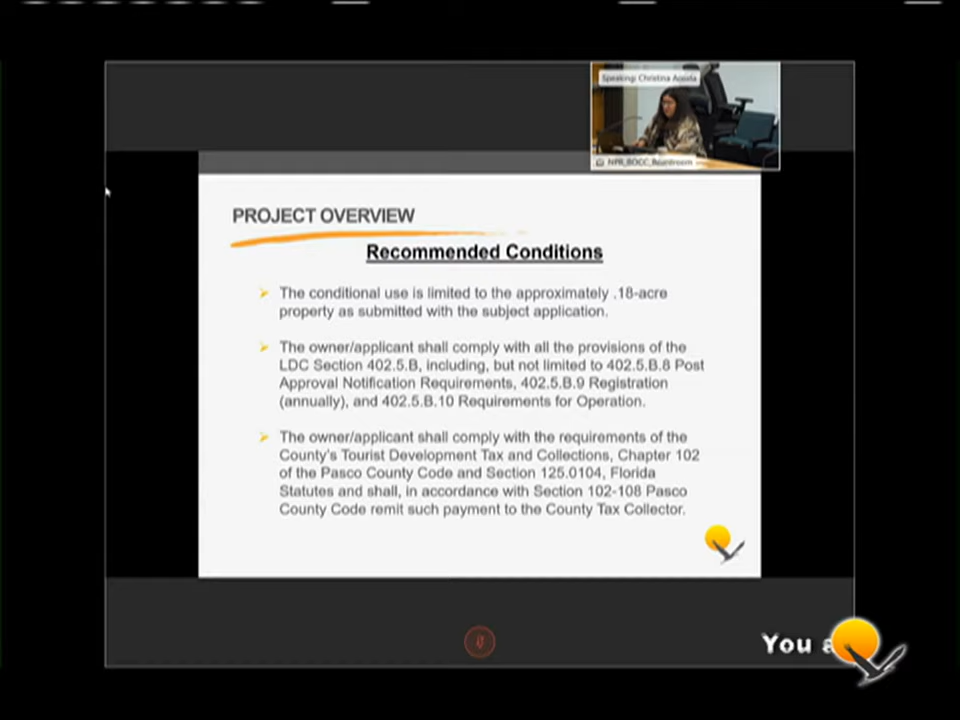 Speaking: Christina
NPR_BOCC_Boardroom
PROJECT OVERVIEW
Recommended Conditions
The conditional use is limited to the approximately .18-acre
property as submitted with the subject application.
The owner/applicant shall comply with all the provisions of the
LDC Section 402.5.B, including, but not limited to 402.5.B.8 Post
Approval Notification Requirements, 402.5.B.9 Registration
(annually), and 402.5.B.10 Requirements for Operation.
The owner/applicant shall comply with the requirements of the
County's Tourist Development Tax and Collections, Chapter 102
of the Pasco County Code and Section 125.0104, Florida
Statutes and shall, in accordance with Section 102-108 Pasco
County Code remit such payment to the County Tax Collector.
You a